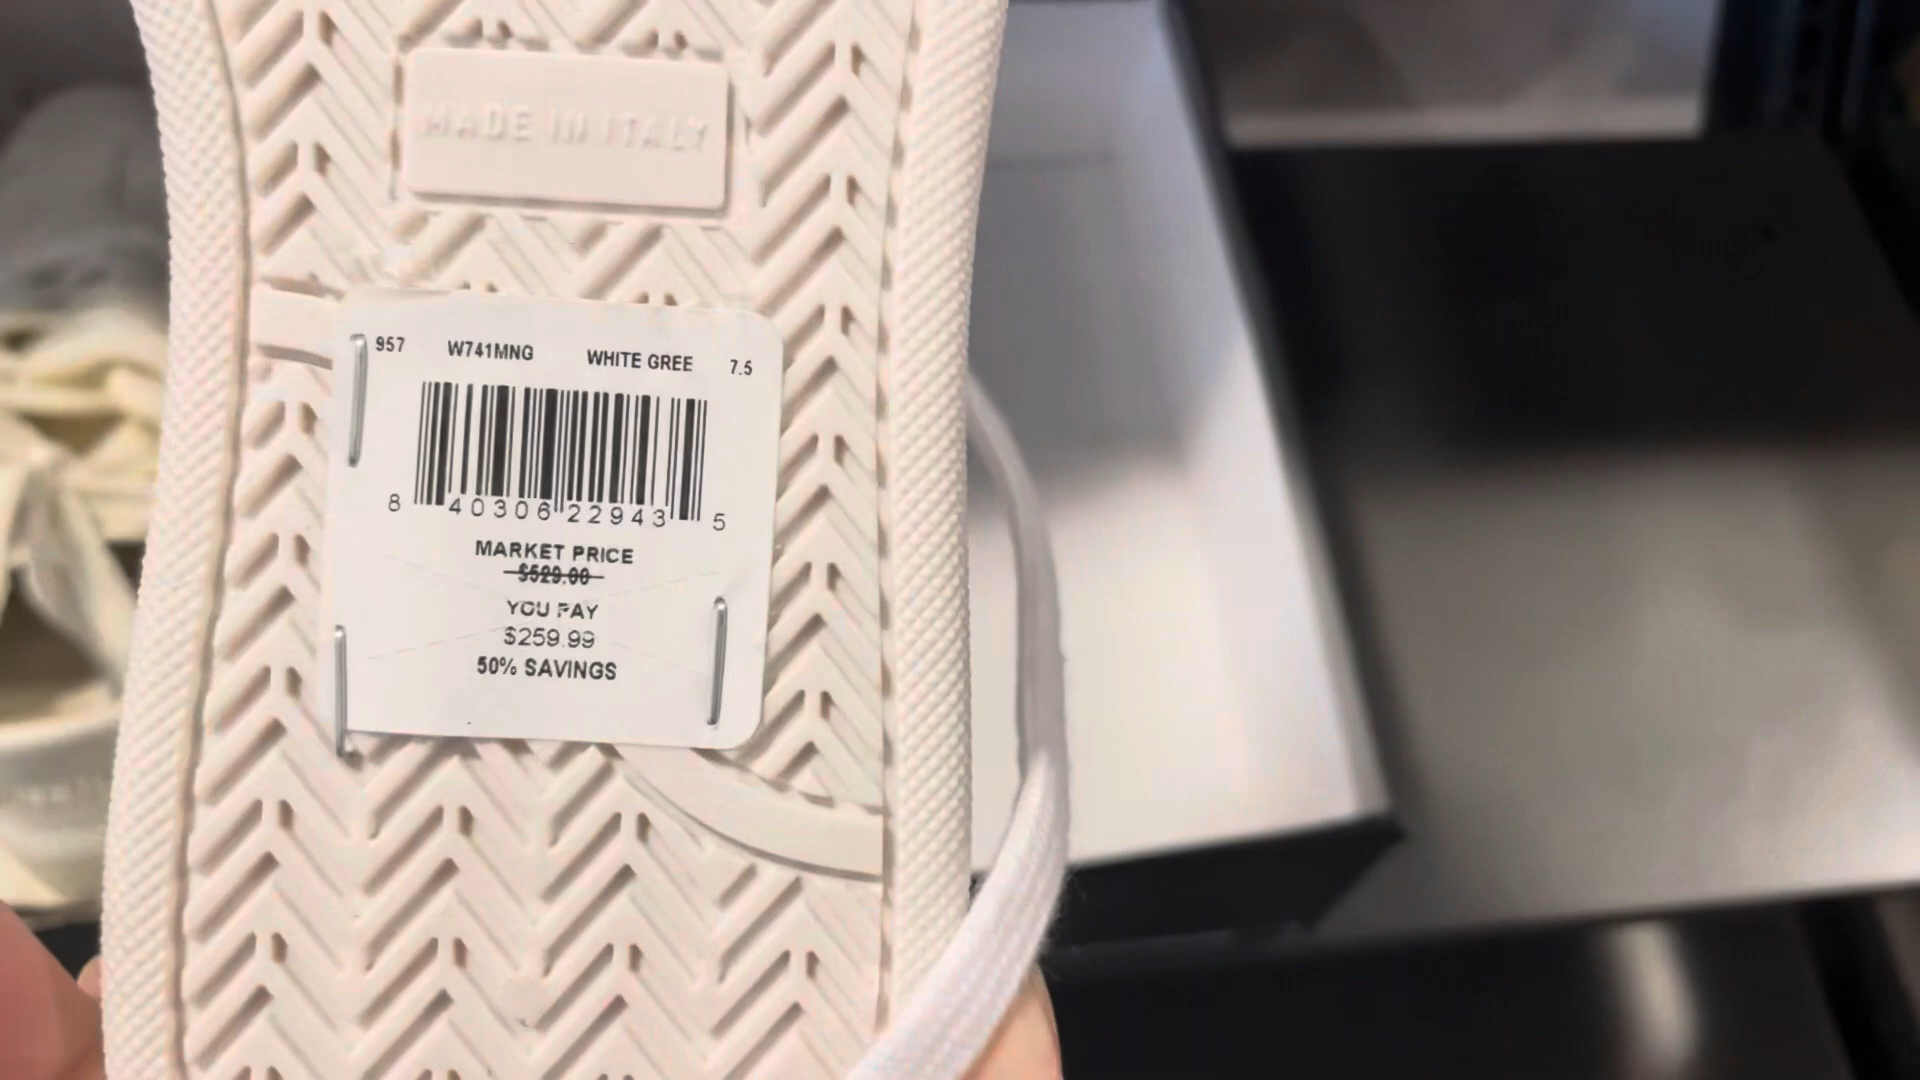 MADE IN ITALY
957 W741MNG WHITE GREE 7.5
8 40306 22943 5
MARKET PRICE
$529.00
YOU PAY
$259.99
50% SAVINGS